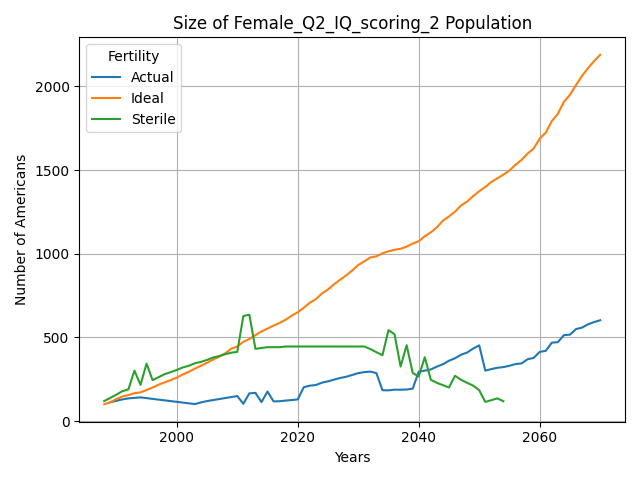 Size of Female_Q2_IQ_scoring_2 Population
Fertility
Actual
Ideal
Sterile
Number of Americans
2000
1500
1000
500
0
2000
2020
2040
2060
Years